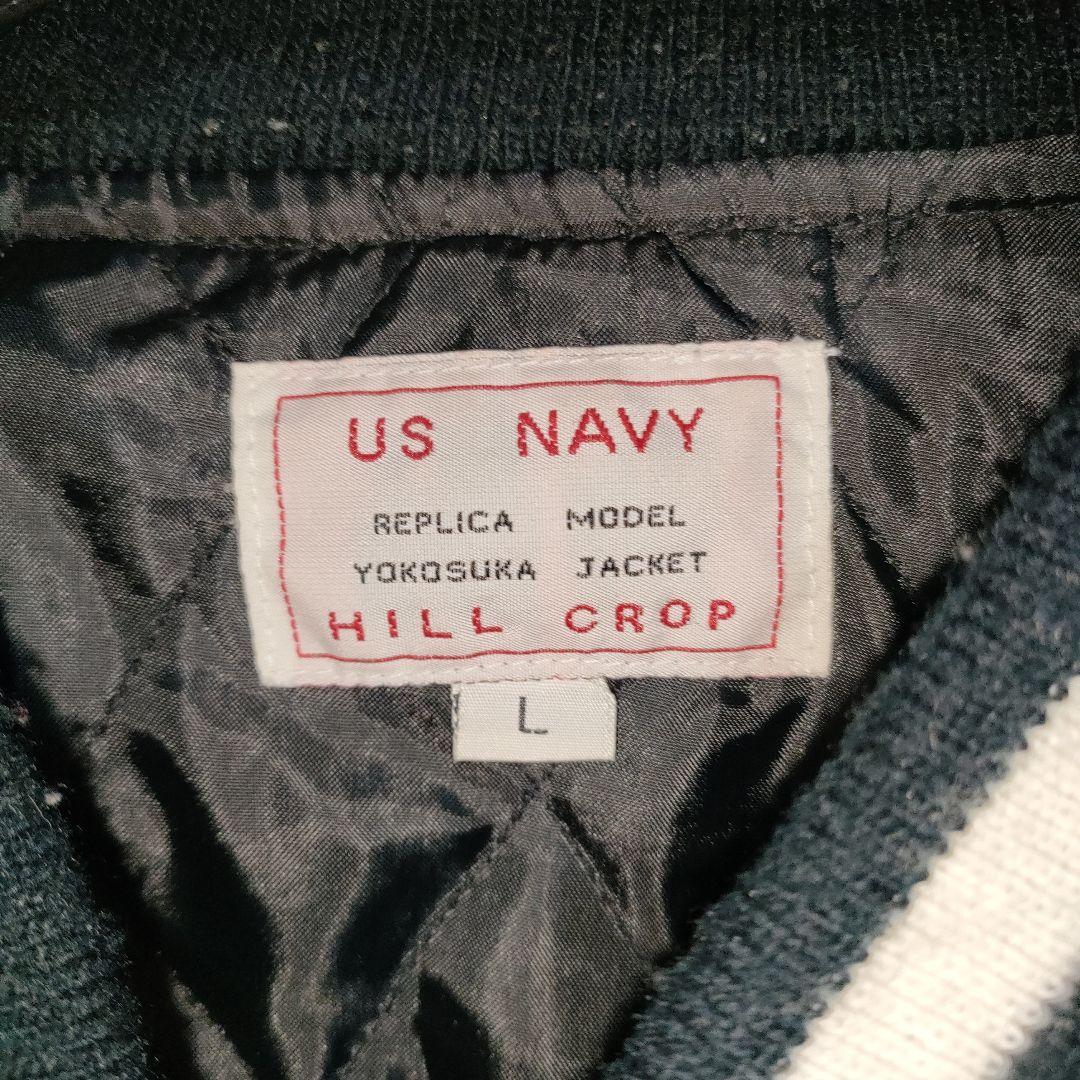 US NAVY
REPLICA MODEL
YOKOSUKA JACKET
HILL CROP
L